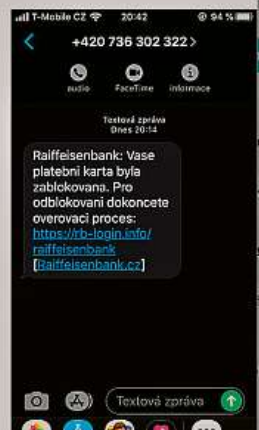 T-Mobile CZ 20:42 94 %
+420 736 302 322 >
audio FaceTime informace
Textová zpráva
Dnes 20:14
Raiffeisenbank: Vase
platebni karta byla
zablokovana. Pro
odblokovani dokoncete
overovaci proces:
https://rb-login.info/
raiffeisenbank
[Raiffeisenbank.cz]
Textová zpráva